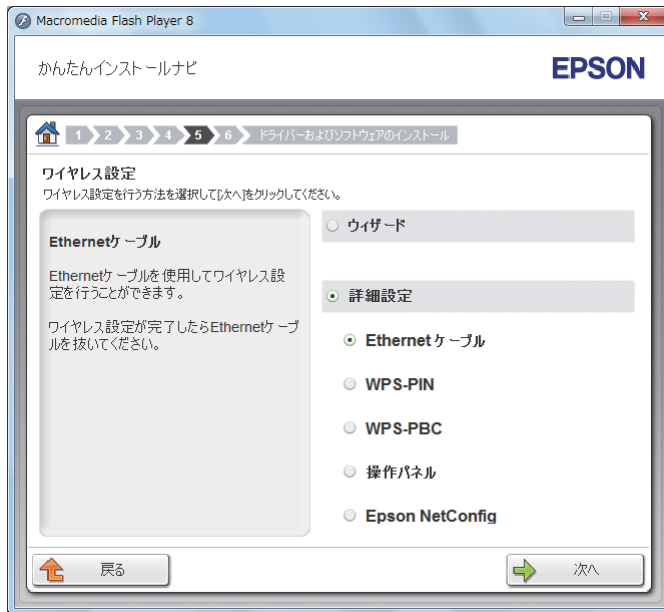 Macromedia Flash Player 8
かんたんインストールナビ
EPSON
1 2 3 4 5 6 ドライバーおよびソフトウェアのインストール
ワイヤレス設定
ワイヤレス設定を行う方法を選択して[次へ]をクリックしてください。
Ethernetケーブル
Ethernetケーブルを使用してワイヤレス設
定を行うことができます。
ワイヤレス設定が完了したらEthernetケーブ
ルを抜いてください。
ウィザード
詳細設定
Ethernet ケーブル
WPS-PIN
WPS-PBC
操作パネル
Epson NetConfig
戻る
次へ